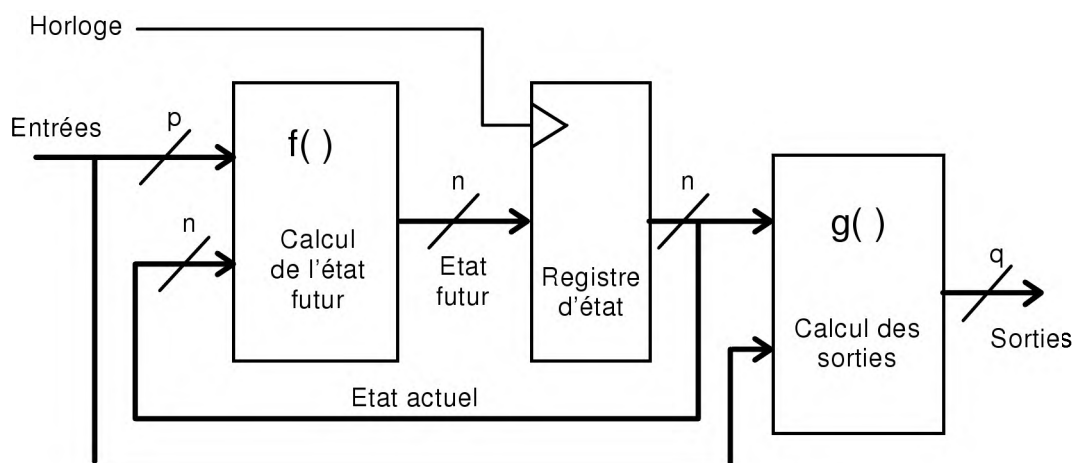 Horloge
Entrées
p
n
f( )
Calcul
de l'état
futur
n
Etat
futur
Registre
d'état
n
g( )
Calcul des
sorties
q
Sorties
Etat actuel